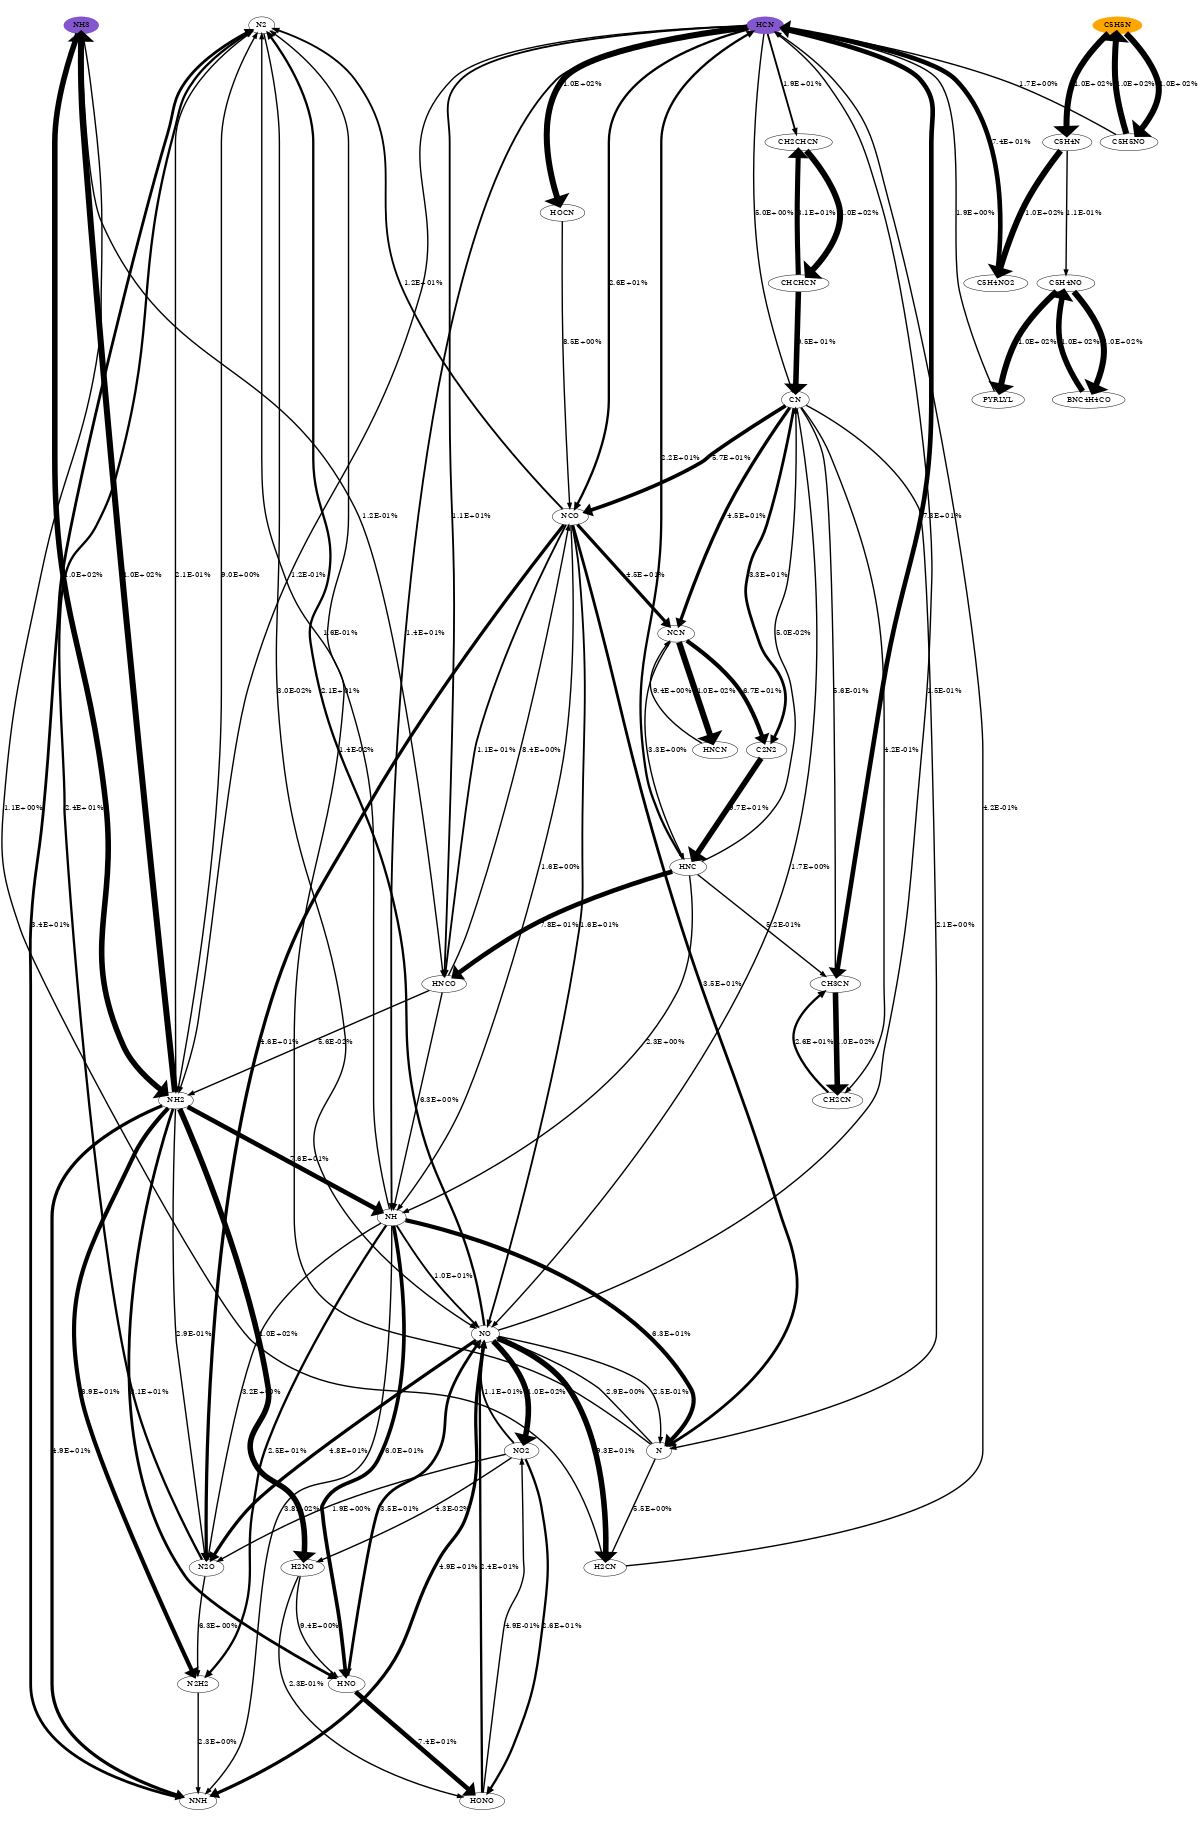 NH3 N2 HCN C5H5N
1.0E+02% 1.9E+01% 1.7E+00% 1.0E+02% 1.0E+02% 1.0E+02%
CH2CHCN C5H4N C5H5NO
7.4E+01%
HOCN
5.0E+00% 8.1E+01% 1.0E+02% 1.9E+00% 1.0E+02% 1.1E-01%
1.2E+01% 2.6E+01% CHCHCN C5H4NO2 C5H4NO
8.5E+00% 9.5E+01% 1.0E+02% 1.0E+02% 1.0E+02%
CN PYRLYL BNC4H4CO
1.2E-01% 2.2E+01% 5.7E+01%
NCO
1.1E+01% 4.5E+01% 3.3E+01% 7.3E+01%
1.0E+02% 1.0E+02% 2.1E-01% 9.0E+00% 1.2E-01% 4.5E+01%
1.4E+01% NCN 5.0E-02% 1.5E-01%
1.6E-01% 9.4E+00% 1.0E+02% 6.7E+01% 5.6E-01%
3.0E-02% HNCN C2N2
1.1E+00% 2.4E+01% 2.1E+01% 1.4E-02% 1.1E+01% 8.4E+00% 3.3E+00% 9.7E+01% 4.2E-01% 4.2E-01%
1.6E+00% HNC 1.7E+00%
3.4E+01% 7.8E+01% 1.6E+01% 5.2E-01% 2.1E+00%
HNCO 3.5E+01% CH3CN
4.6E+01% 5.6E-02% 6.3E+00% 2.3E+00% 2.6E+01% 1.0E+02%
NH2 CH2CN
7.6E+01%
NH
2.9E-01% 1.0E+02% 1.0E+01% 6.3E+01%
NO
6.9E+01% 1.1E+01% 3.2E+00% 4.9E+01% 2.5E+01% 6.0E+01% 4.8E+01% 1.1E+01% 1.0E+02% 9.3E+01% 2.9E+00% 2.5E-01%
NO2 N
3.8E-02% 3.5E+01% 1.9E+00% 4.3E-02% 5.5E+00%
N2O H2NO H2CN
4.9E+01% 2.4E+01%
6.3E+00% 9.4E+00% 4.9E-01% 2.6E+01%
N2H2 2.3E-01% HNO
2.3E+00% 7.4E+01%
NNH HONO